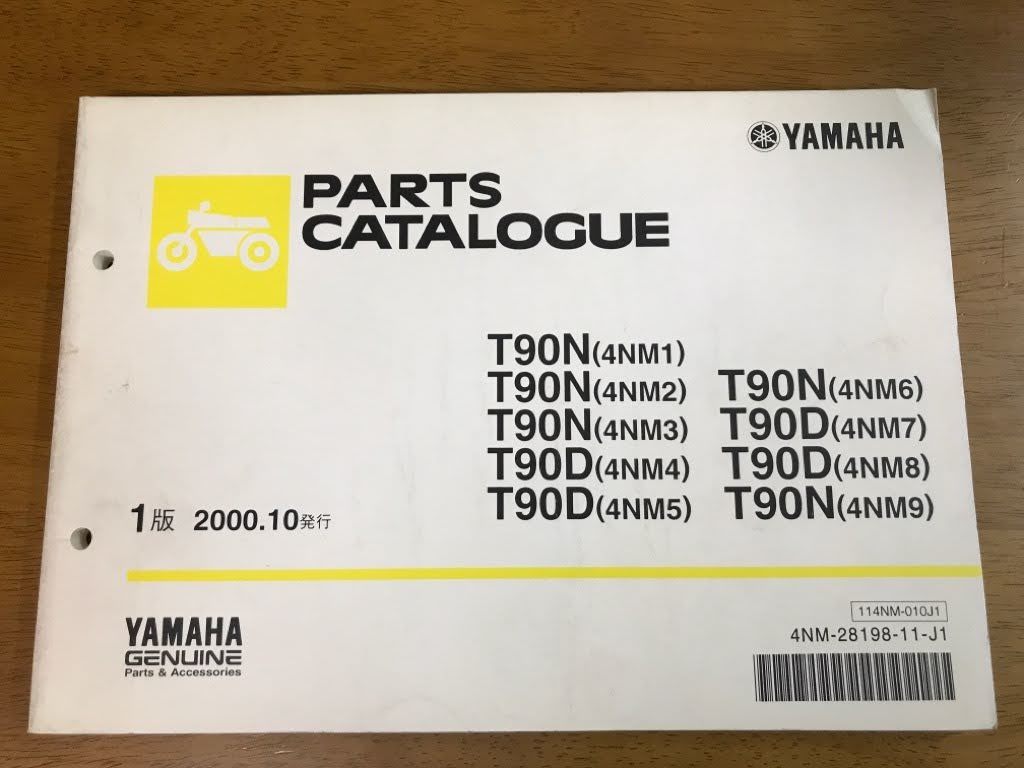 YAMAHA
PARTS
CATALOGUE
T90N(4NM1)
T90N(4NM2)
T90N(4NM3)
T90D(4NM4)
T90D(4NM5)
T90N(4NM6)
T90D(4NM7)
T90D(4NM8)
T90N(4NM9)
1版 2000.10発行
YAMAHA
GENUINE
Parts & Accessories
114NM-010J1
4NM-28198-11-J1